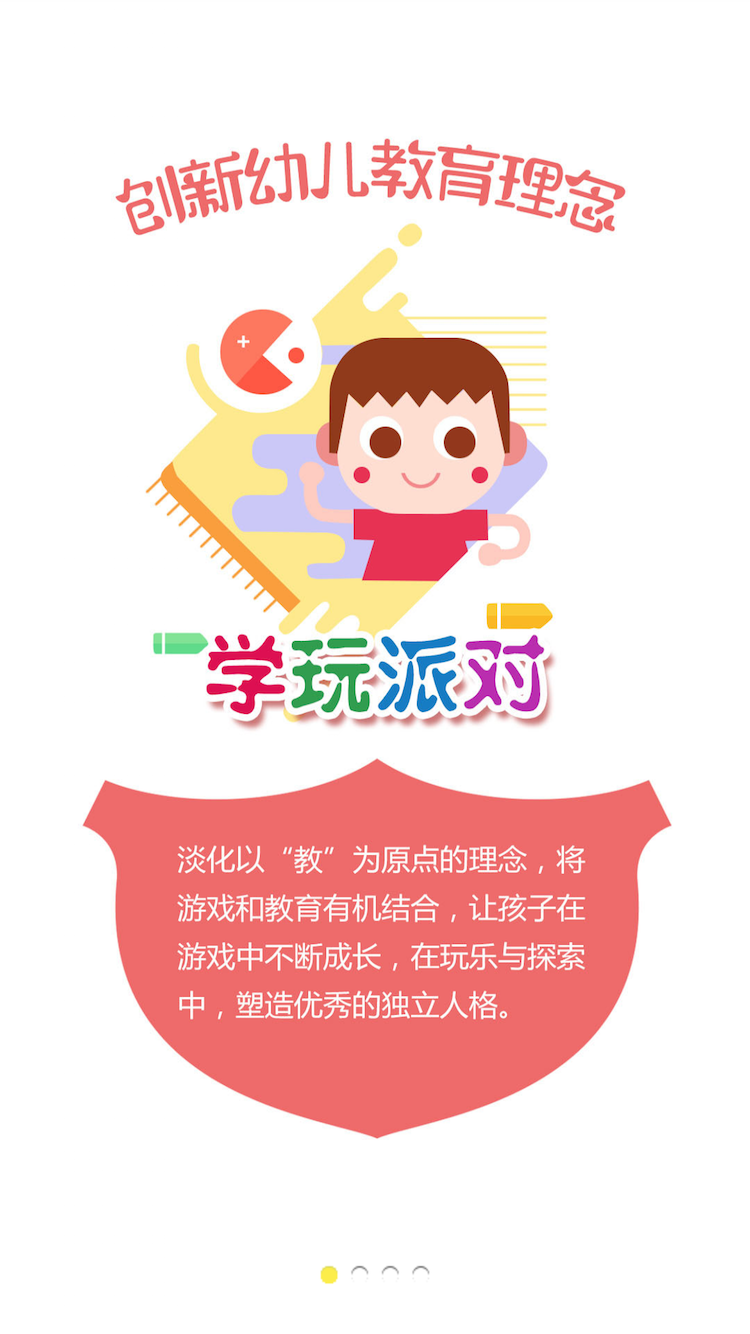 创新幼儿教育理念
学玩派对
淡化以“教”为原点的理念，将
游戏和教育有机结合，让孩子在
游戏中不断成长，在玩乐与探索
中，塑造优秀的独立人格。